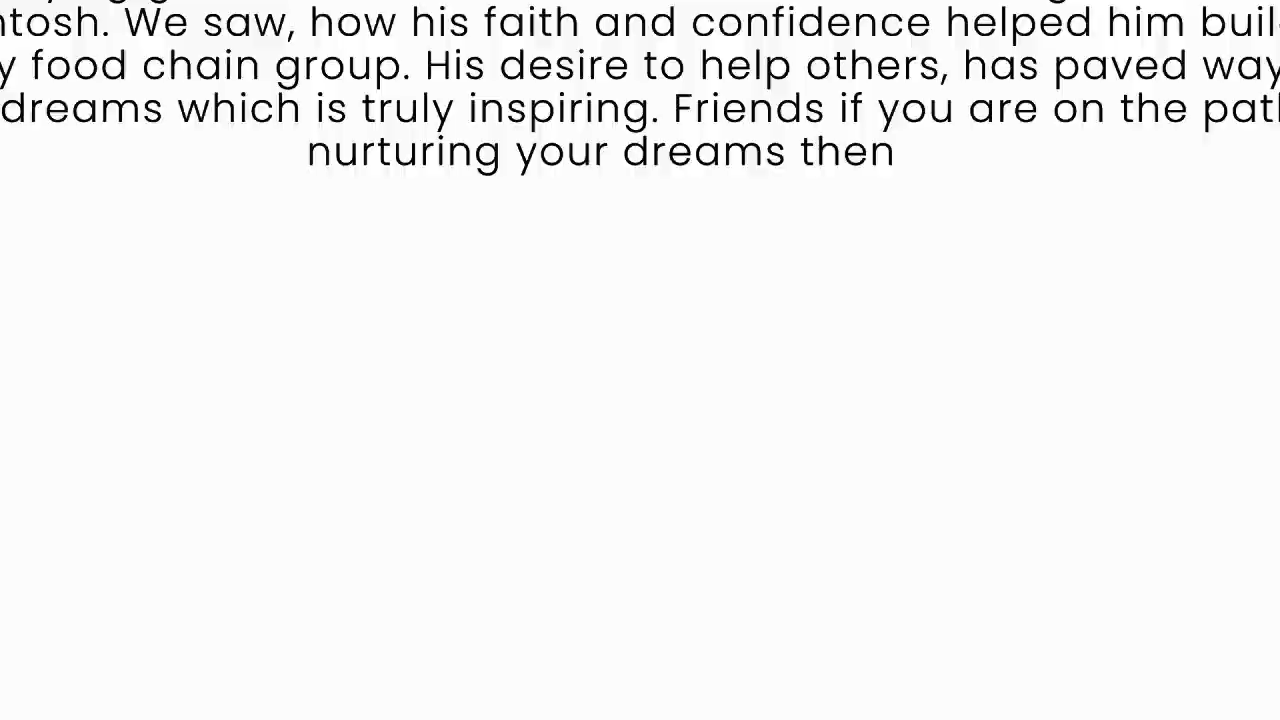 ntosh. We saw, how his faith and confidence helped him buil
y food chain group. His desire to help others, has paved way
dreams which is truly inspiring. Friends if you are on the pat
nurturing your dreams then